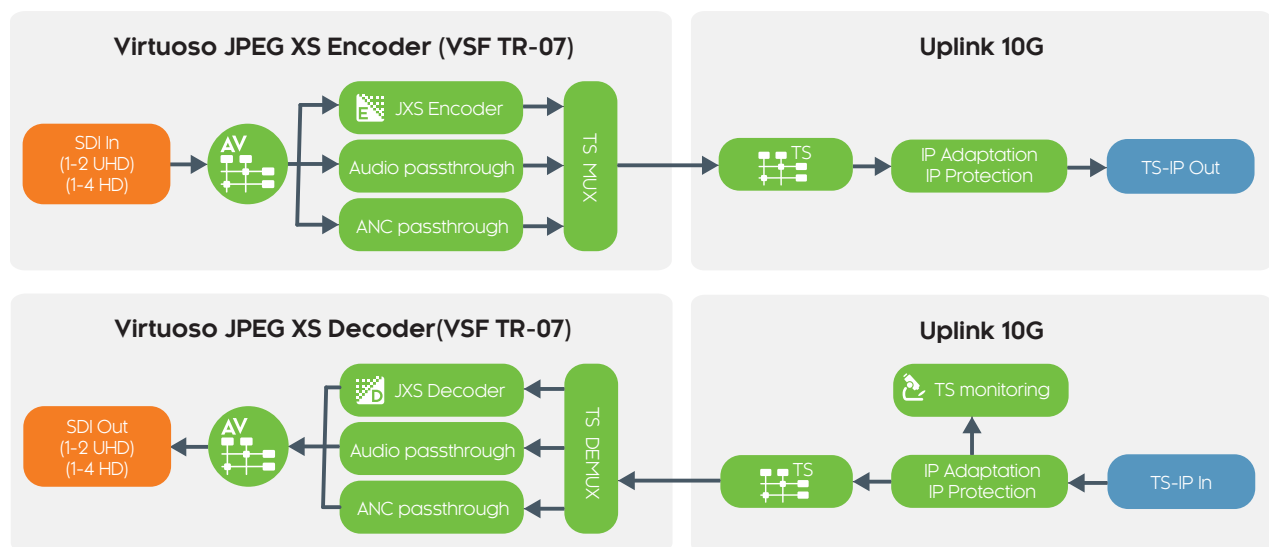 Virtuoso JPEG XS Encoder (VSF TR-07)
SDI In
(1-2 UHD)
(1-4 HD)
AV
E
JXS Encoder
Audio passthrough
ANC passthrough
TS MUX
Uplink 10G
TS
IP Adaptation
IP Protection
TS-IP Out
Virtuoso JPEG XS Decoder(VSF TR-07)
SDI Out
(1-2 UHD)
(1-4 HD)
AV
D
JXS Decoder
Audio passthrough
ANC passthrough
TS DEMUX
Uplink 10G
TS monitoring
TS
IP Adaptation
IP Protection
TS-IP In